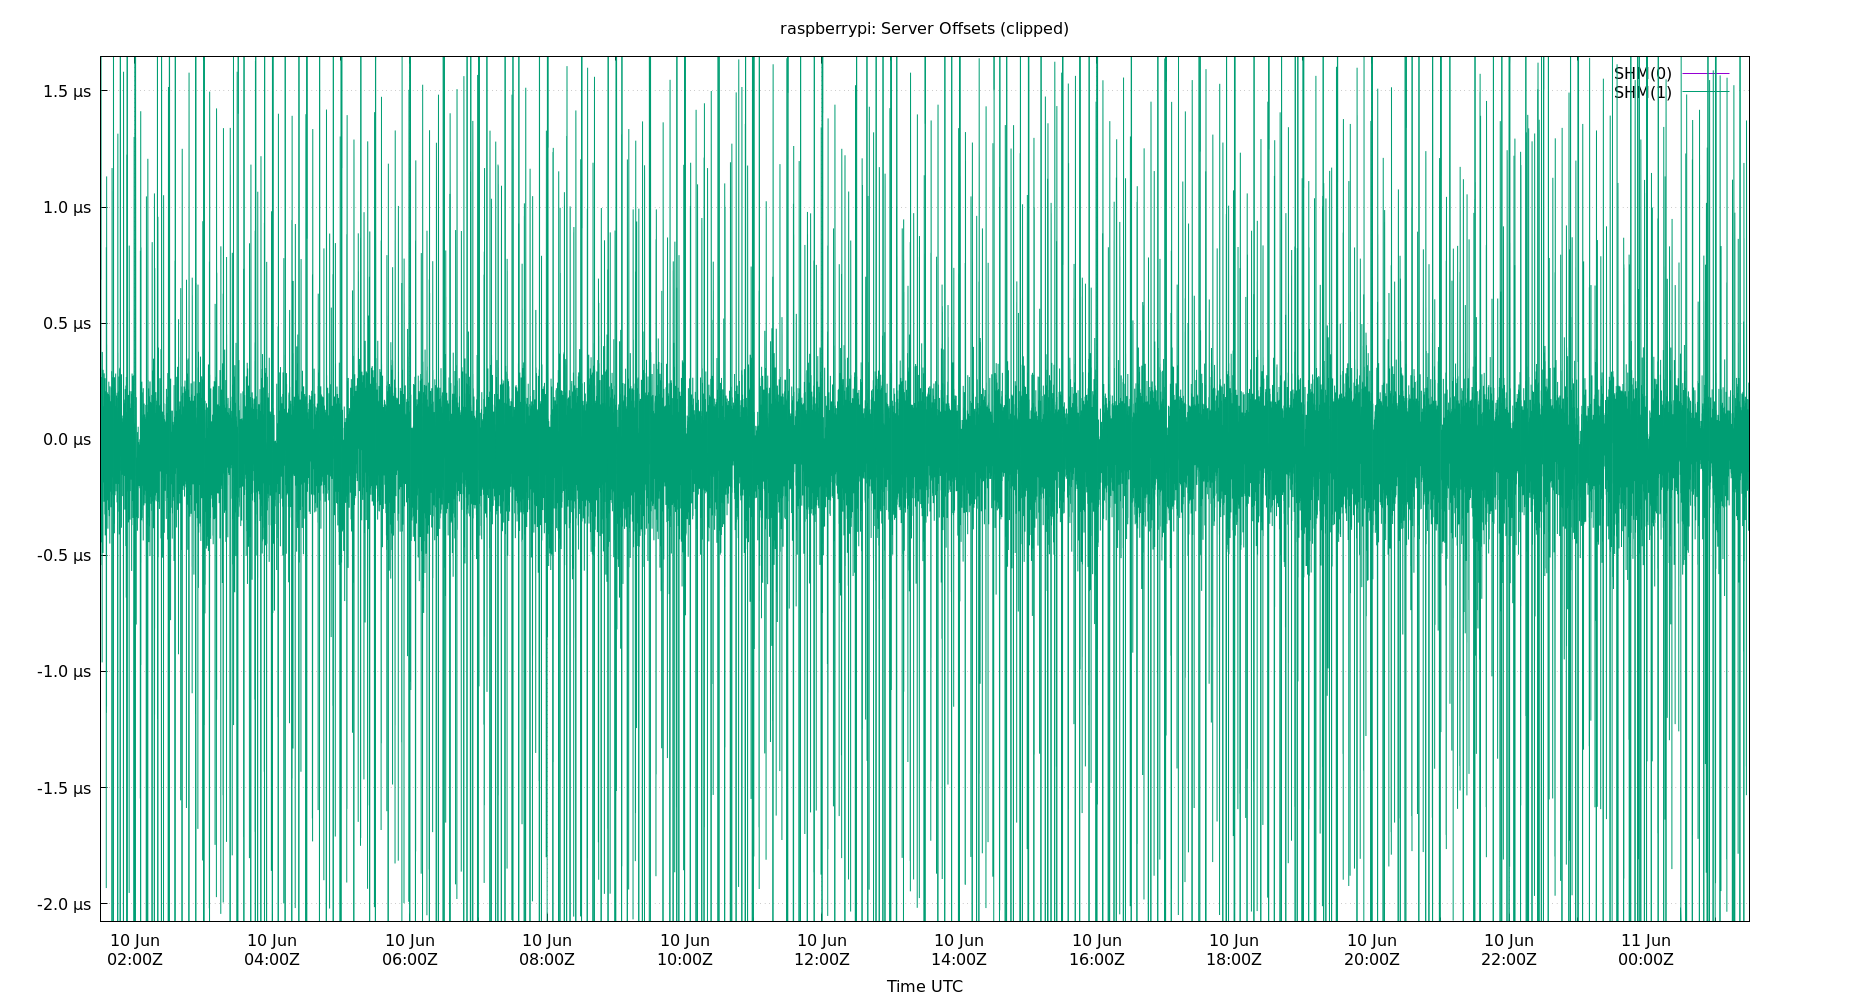 raspberrypi: Server Offsets (clipped)
SHM(0)
SHM(1)
1.5 µs
1.0 µs
0.5 µs
0.0 µs
-0.5 µs
-1.0 µs
-1.5 µs
-2.0 µs
10 Jun 10 Jun 10 Jun 10 Jun 10 Jun 10 Jun 10 Jun 10 Jun 10 Jun 10 Jun 10 Jun 11 Jun
02:00Z 04:00Z 06:00Z 08:00Z 10:00Z 12:00Z 14:00Z 16:00Z 18:00Z 20:00Z 22:00Z 00:00Z
Time UTC